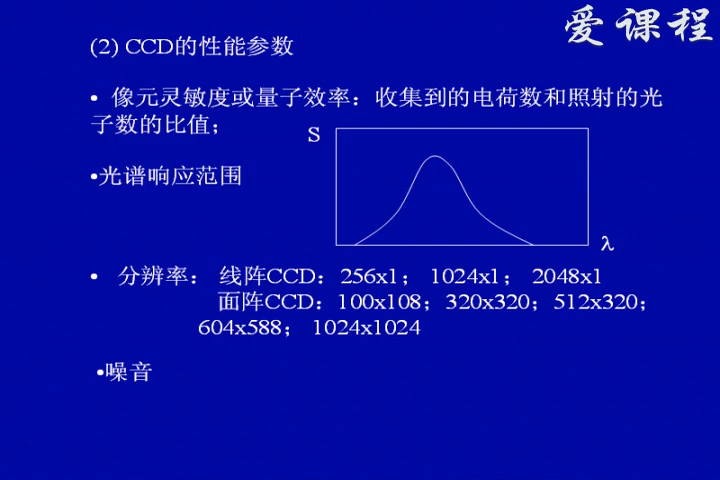 爱课程
(2) CCD的性能参数
• 像元灵敏度或量子效率：收集到的电荷数和照射的光
子数的比值；
S
•光谱响应范围
λ
• 分辨率： 线阵CCD：256x1； 1024x1； 2048x1
面阵CCD：100x108；320x320；512x320；
604x588； 1024x1024
•噪音